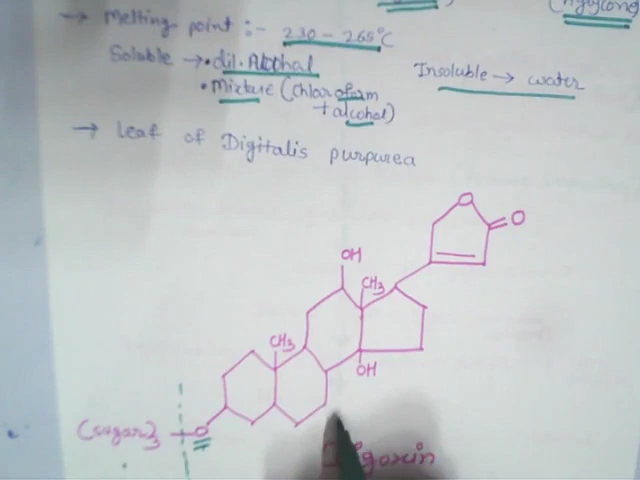 → Melting point :- 230 - 265°C
Soluble → • dil. Alcohol
• Mixture (chloroform
+ alcohol)
Insoluble → water
→ Leaf of Digitalis purpurea
O
O
OH
CH3
CH3
OH
(sugar)3 — O